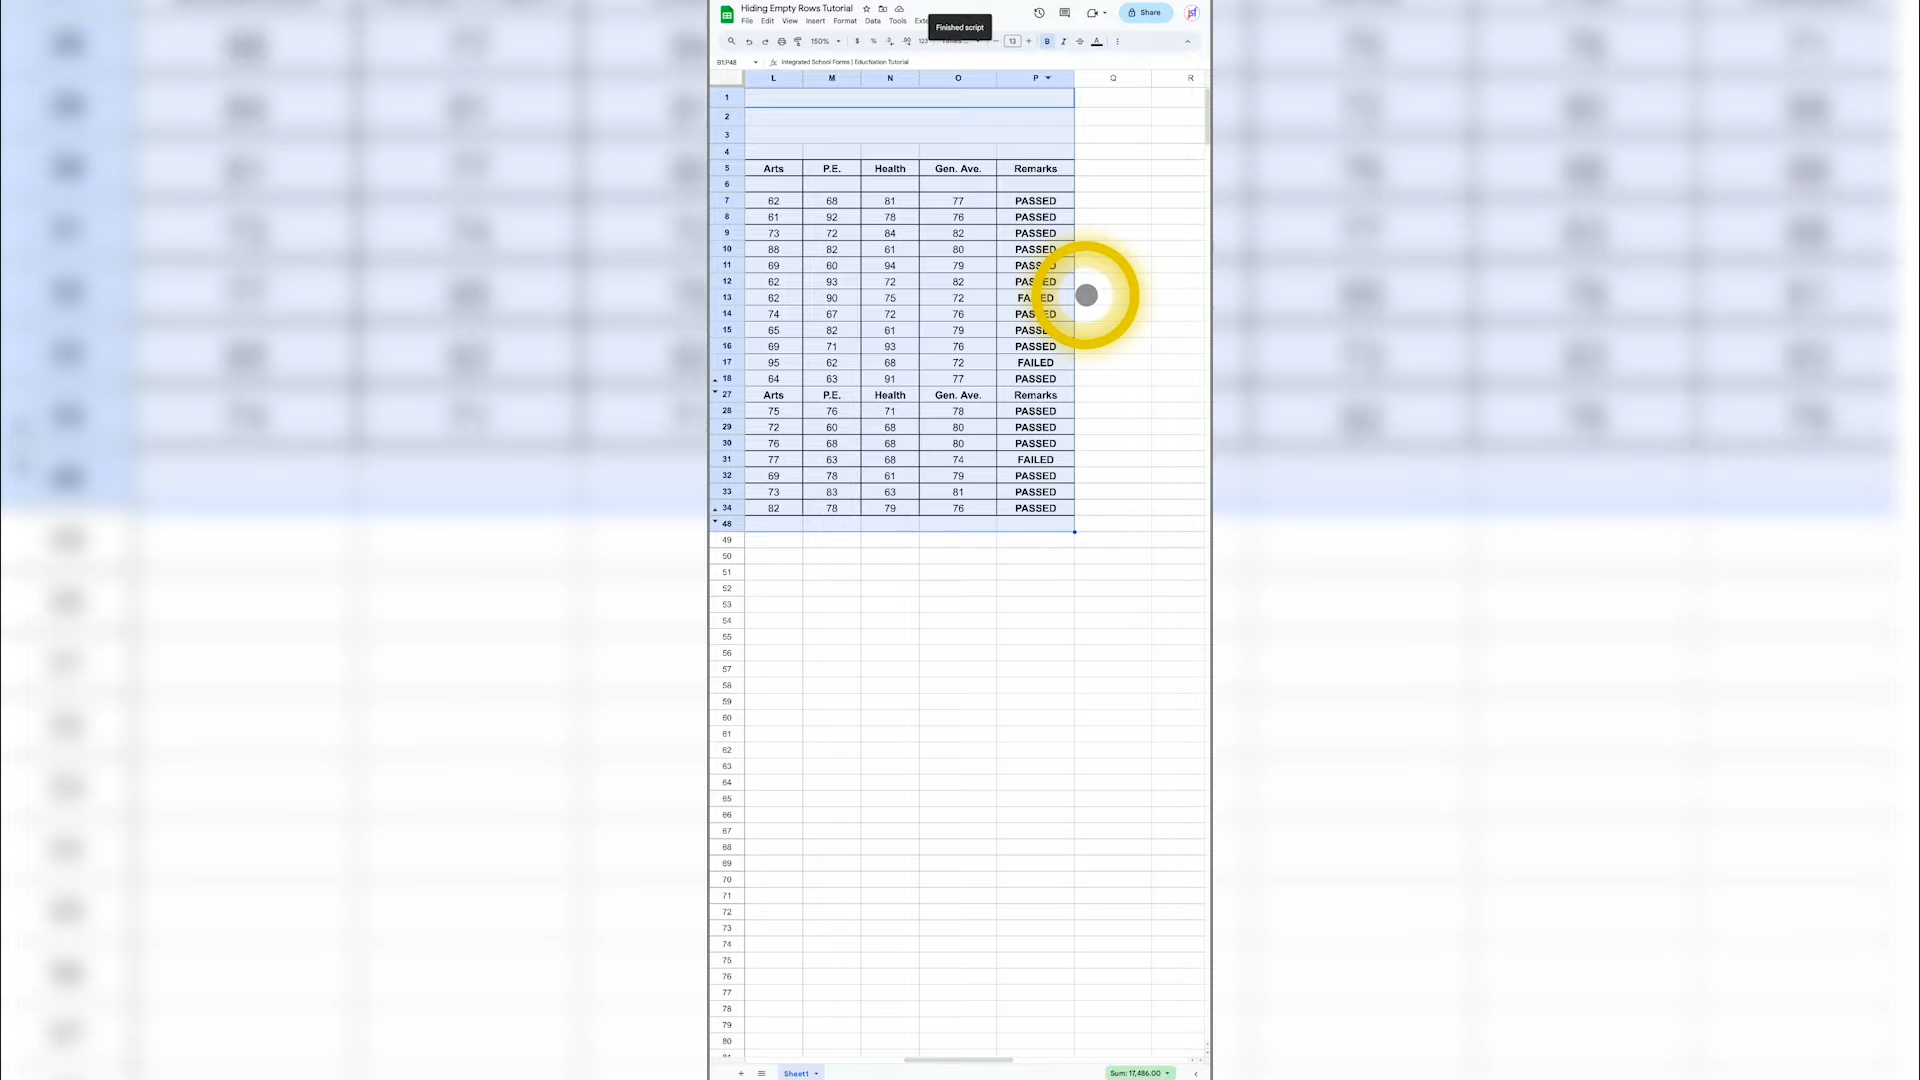 Hiding Empty Rows Tutorial
Share
jsf
File Edit View Insert Format Data Tools
Finished script
150% $ % 123 13 B I A
B1:P48 fx Integrated School Forms | EducNation Tutorial
L M N O P Q R
1
2
3
4
5 Arts P.E. Health Gen. Ave. Remarks
6
7 62 68 81 77 PASSED
8 61 92 78 76 PASSED
9 73 72 84 82 PASSED
10 88 82 61 80 PASSED
11 69 60 94 79 PASSED
12 62 93 72 82 PASSED
13 62 90 75 72 FAILED
14 74 67 72 76 PASSED
15 65 82 61 79 PASSED
16 69 71 93 76 PASSED
17 95 62 68 72 FAILED
18 64 63 91 77 PASSED
27 Arts P.E. Health Gen. Ave. Remarks
28 75 76 71 78 PASSED
29 72 60 68 80 PASSED
30 76 68 68 80 PASSED
31 77 63 68 74 FAILED
32 69 78 61 79 PASSED
33 73 83 63 81 PASSED
34 82 78 79 76 PASSED
48
49
50
51
52
53
54
55
56
57
58
59
60
61
62
63
64
65
66
67
68
69
70
71
72
73
74
75
76
77
78
79
80
Sheet1
Sum: 17,486.00